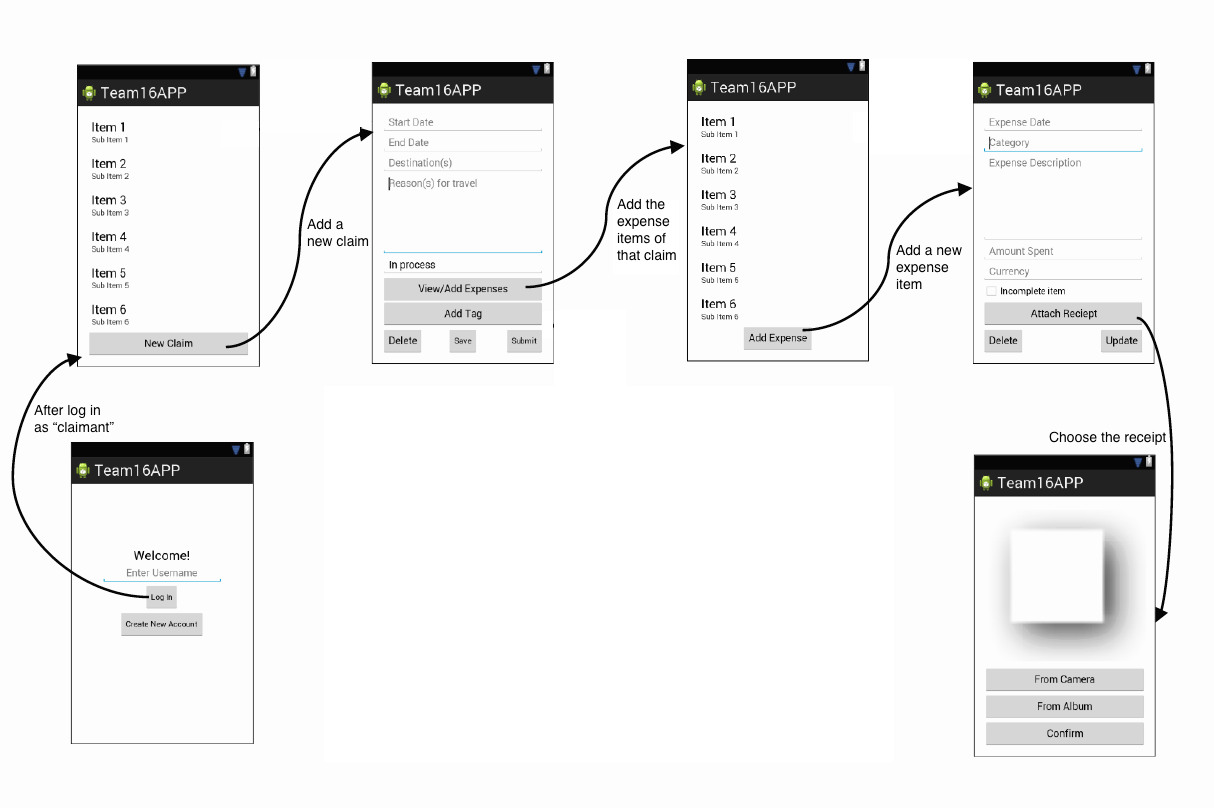 Team16APP
Item 1
Sub Item 1
Item 2
Sub Item 2
Item 3
Sub Item 3
Item 4
Sub Item 4
Item 5
Sub Item 5
Item 6
Sub Item 6
New Claim
Add a
new claim
Team16APP
Start Date
End Date
Destination(s)
Reason(s) for travel
In process
View/Add Expenses
Add Tag
Delete
Save
Submit
Add the
expense
items of
that claim
Team16APP
Item 1
Sub Item 1
Item 2
Sub Item 2
Item 3
Sub Item 3
Item 4
Sub Item 4
Item 5
Sub Item 5
Item 6
Sub Item 6
Add Expense
Add a new
expense
item
Team16APP
Expense Date
Category
Expense Description
Amount Spent
Currency
Incomplete item
Attach Reciept
Delete
Update
After log in
as “claimant”
Team16APP
Welcome!
Enter Username
Log In
Create New Account
Choose the receipt
Team16APP
From Camera
From Album
Confirm